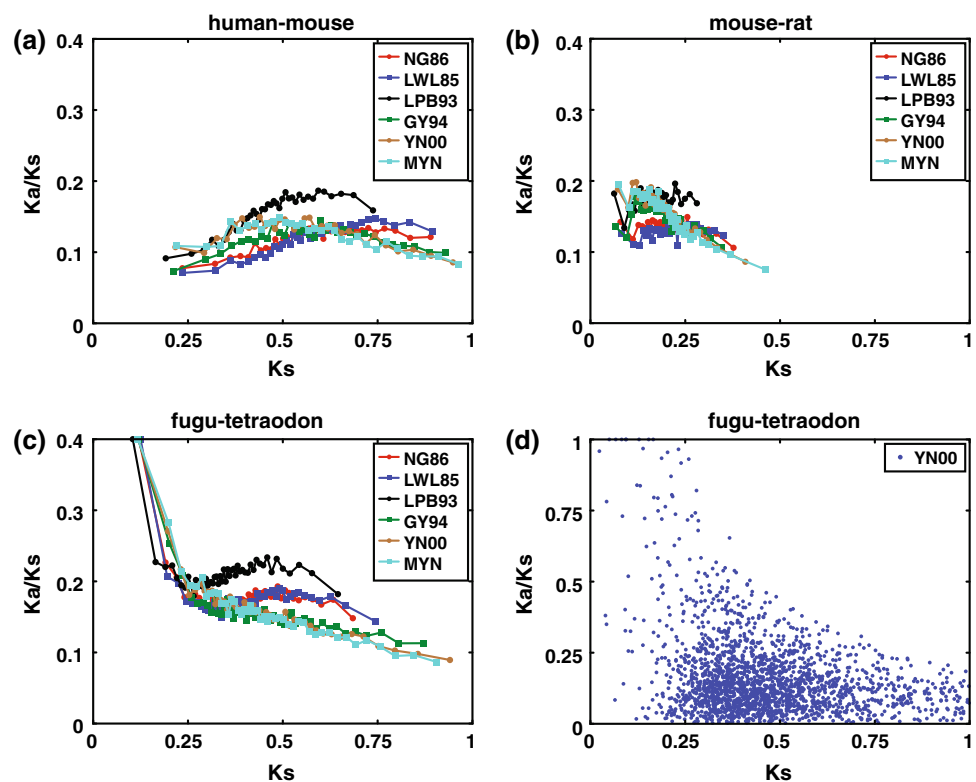 (a)
human-mouse
0.4
0.3
0.2
0.1
0
Ka/Ks
NG86
LWL85
LPB93
GY94
YN00
MYN
0
0.25
0.5
0.75
1
Ks
(b)
mouse-rat
0.4
0.3
0.2
0.1
0
Ka/Ks
NG86
LWL85
LPB93
GY94
YN00
MYN
0
0.25
0.5
0.75
1
Ks
(c)
fugu-tetraodon
0.4
0.3
0.2
0.1
0
Ka/Ks
NG86
LWL85
LPB93
GY94
YN00
MYN
0
0.25
0.5
0.75
1
Ks
(d)
fugu-tetraodon
1
0.75
0.5
0.25
0
Ka/Ks
YN00
0
0.25
0.5
0.75
1
Ks